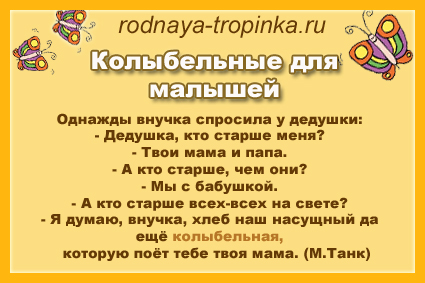 rodnaya-tropinka.ru
Колыбельные для
малышей
Однажды внучка спросила у дедушки:
- Дедушка, кто старше меня?
- Твои мама и папа.
- А кто старше, чем они?
- Мы с бабушкой.
- А кто старше всех-всех на свете?
- Я думаю, внучка, хлеб наш насущный да
ещё колыбельная,
которую поёт тебе твоя мама. (М.Танк)